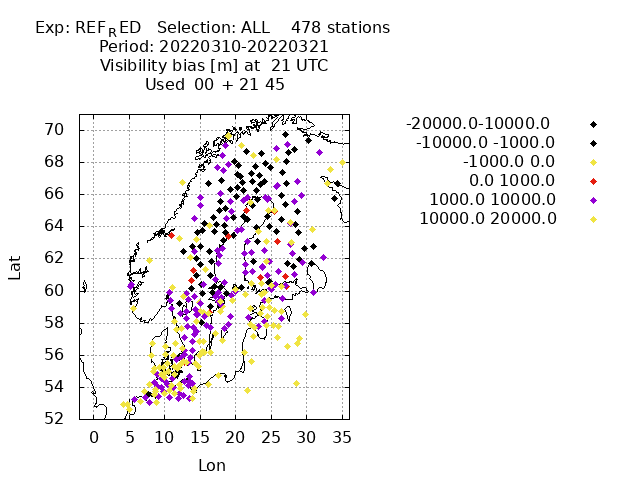 Exp: REFRED   Selection: ALL    478 stations
Period: 20220310-20220321
Visibility bias [m] at  21 UTC
Used  00 + 21 45
-20000.0-10000.0
-10000.0 -1000.0
-1000.0 0.0
0.0 1000.0
1000.0 10000.0
10000.0 20000.0
70
68
66
64
62
60
58
56
54
52
Lat
0 5 10 15 20 25 30 35
Lon